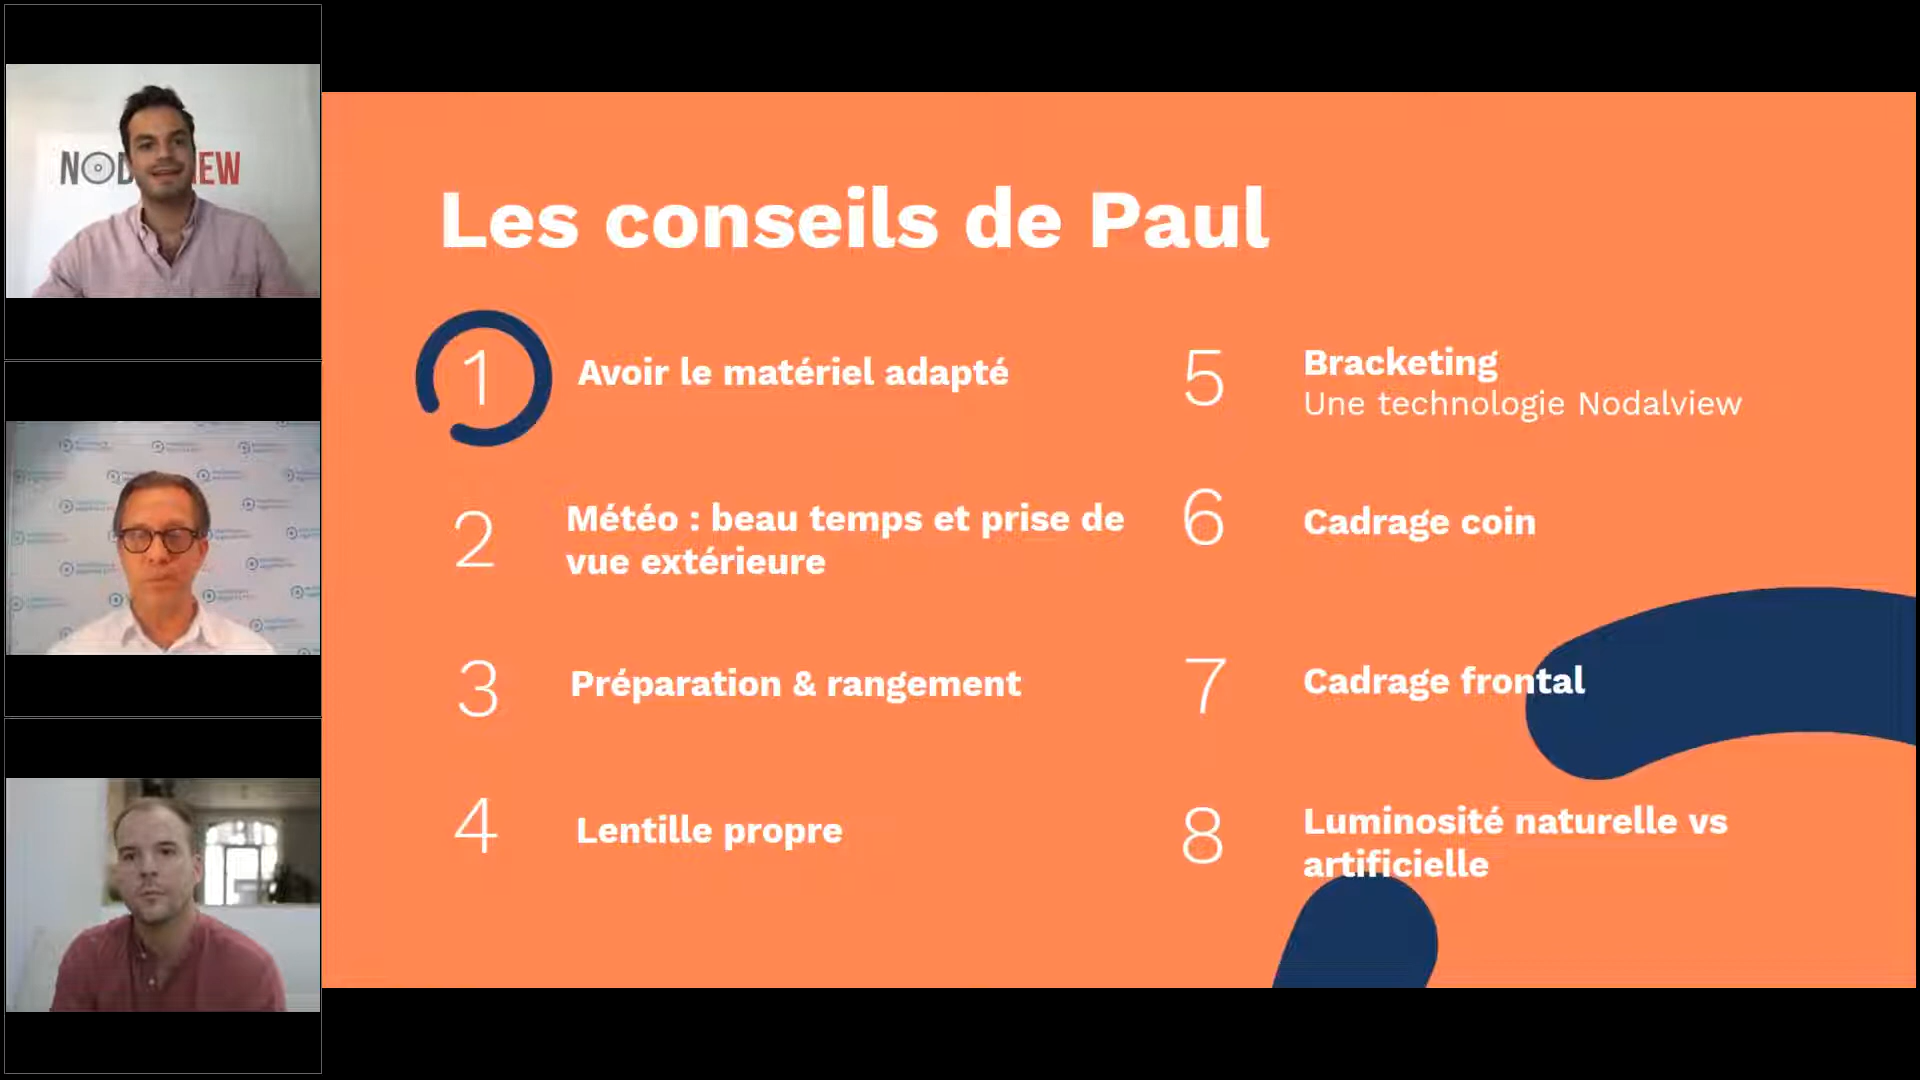 Les conseils de Paul
1
Avoir le matériel adapté
2
Météo : beau temps et prise de
vue extérieure
3
Préparation & rangement
4
Lentille propre
5
Bracketing
Une technologie Nodalview
6
Cadrage coin
7
Cadrage frontal
8
Luminosité naturelle vs
artificielle